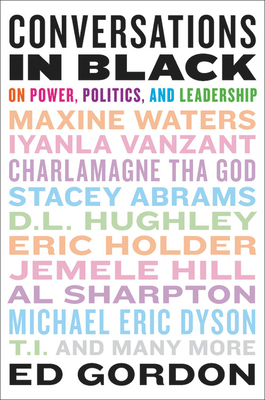 CONVERSATIONS
IN BLACK
ON POWER, POLITICS, AND LEADERSHIP
MAXINE WATERS
IYANLA VANZANT
CHARLAMAGNE THA GOD
STACEY ABRAMS
D.L. HUGHLEY
ERIC HOLDER
JEMELE HILL
AL SHARPTON
MICHAEL ERIC DYSON
T.I. AND MANY MORE
ED GORDON